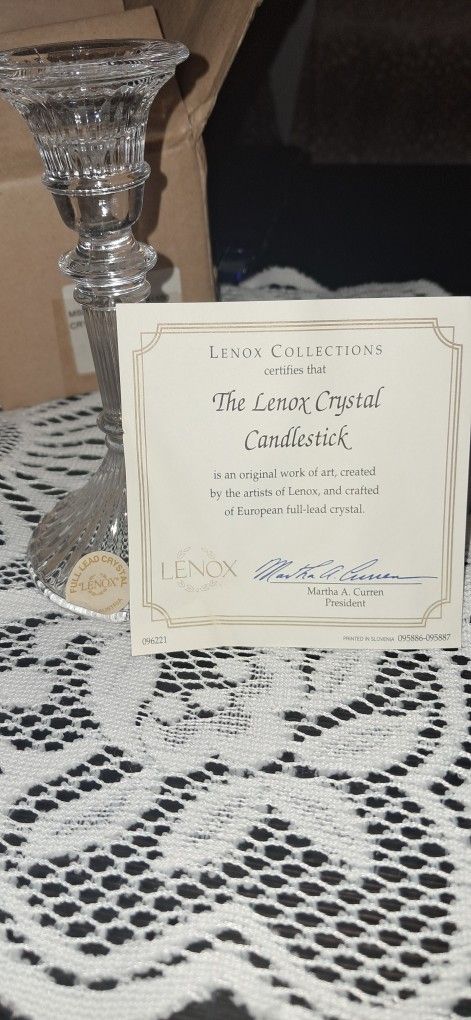 LENOX COLLECTIONS
certifies that
The Lenox Crystal
Candlestick
is an original work of art, created
by the artists of Lenox, and crafted
of European full-lead crystal.
LENOX
Martha A. Curren
Martha A. Curren
President
096221
PRINTED IN SLOVENIA 095886-095887
FULL LEAD CRYSTAL
LENOX®